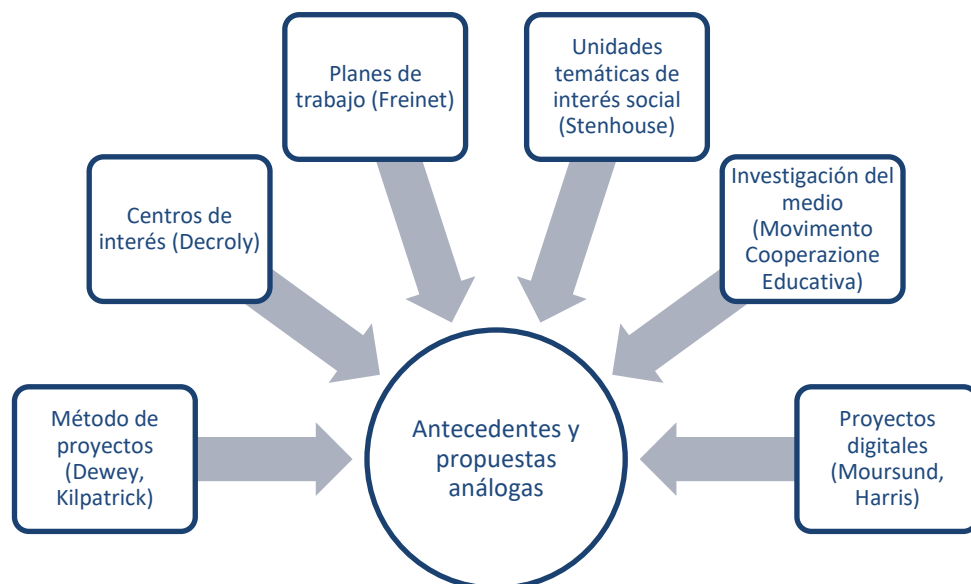 Unidades
temáticas de
interés social
(Stenhouse)
Planes de
trabajo (Freinet)
Investigación del
medio
(Movimento
Cooperazione
Educativa)
Centros de
interés (Decroly)
Método de
proyectos
(Dewey,
Kilpatrick)
Antecedentes y
propuestas
análogas
Proyectos
digitales
(Moursund,
Harris)